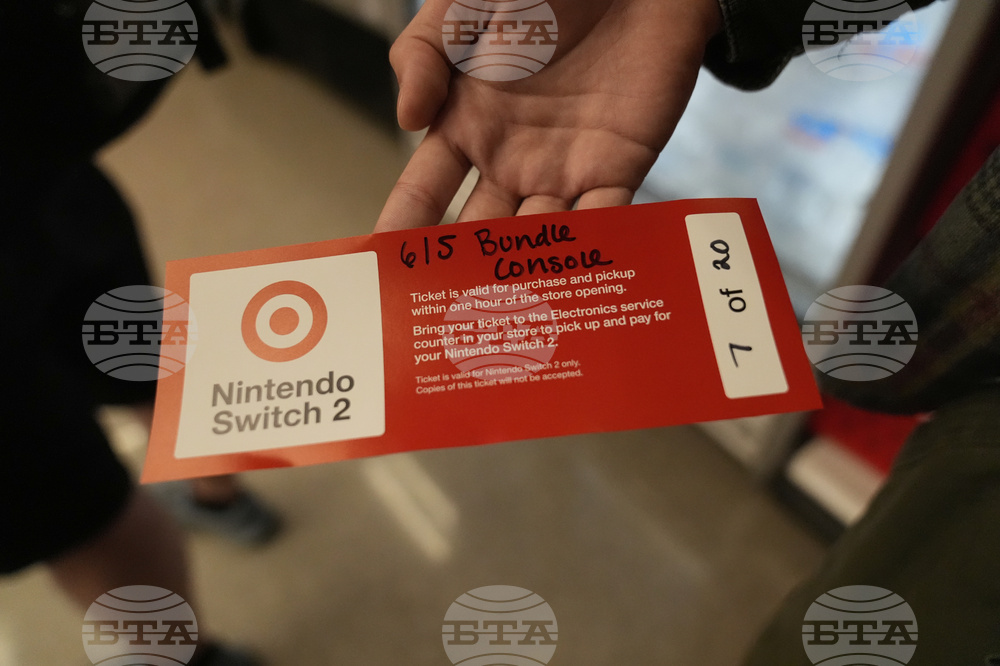 6/5 Bundle
Console
Ticket is valid for purchase and pickup
within one hour of the store opening.
Bring your ticket to the Electronics service
counter in your store to pick up and pay for
your Nintendo Switch 2.
Ticket is valid for Nintendo Switch 2 only.
Copies of this ticket will not be accepted.
Nintendo
Switch 2
7 of 20
БТА
БТА
БТА
БТА
БТА
БТА
БТА
БТА
БТА